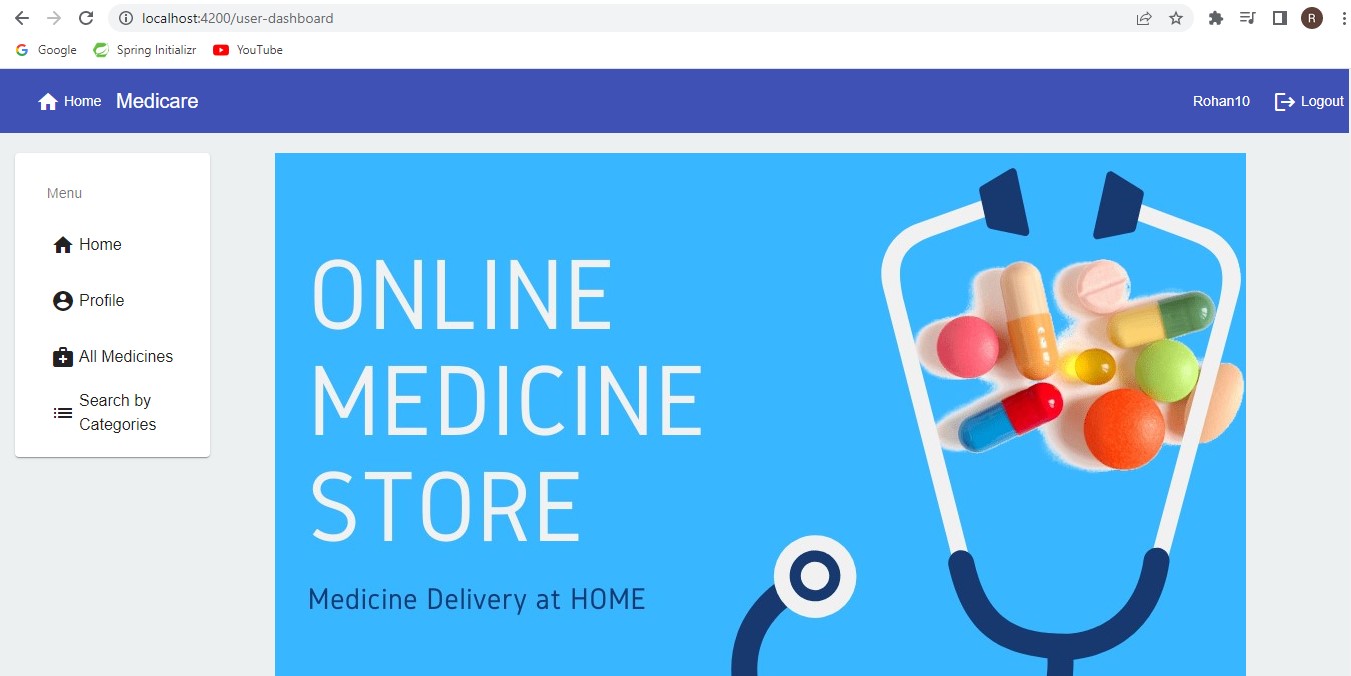 localhost:4200/user-dashboard
R
Google Spring Initializr YouTube
Home Medicare Rohan10 Logout
Menu
Home
Profile
All Medicines
Search by
Categories
ONLINE
MEDICINE
STORE
Medicine Delivery at HOME